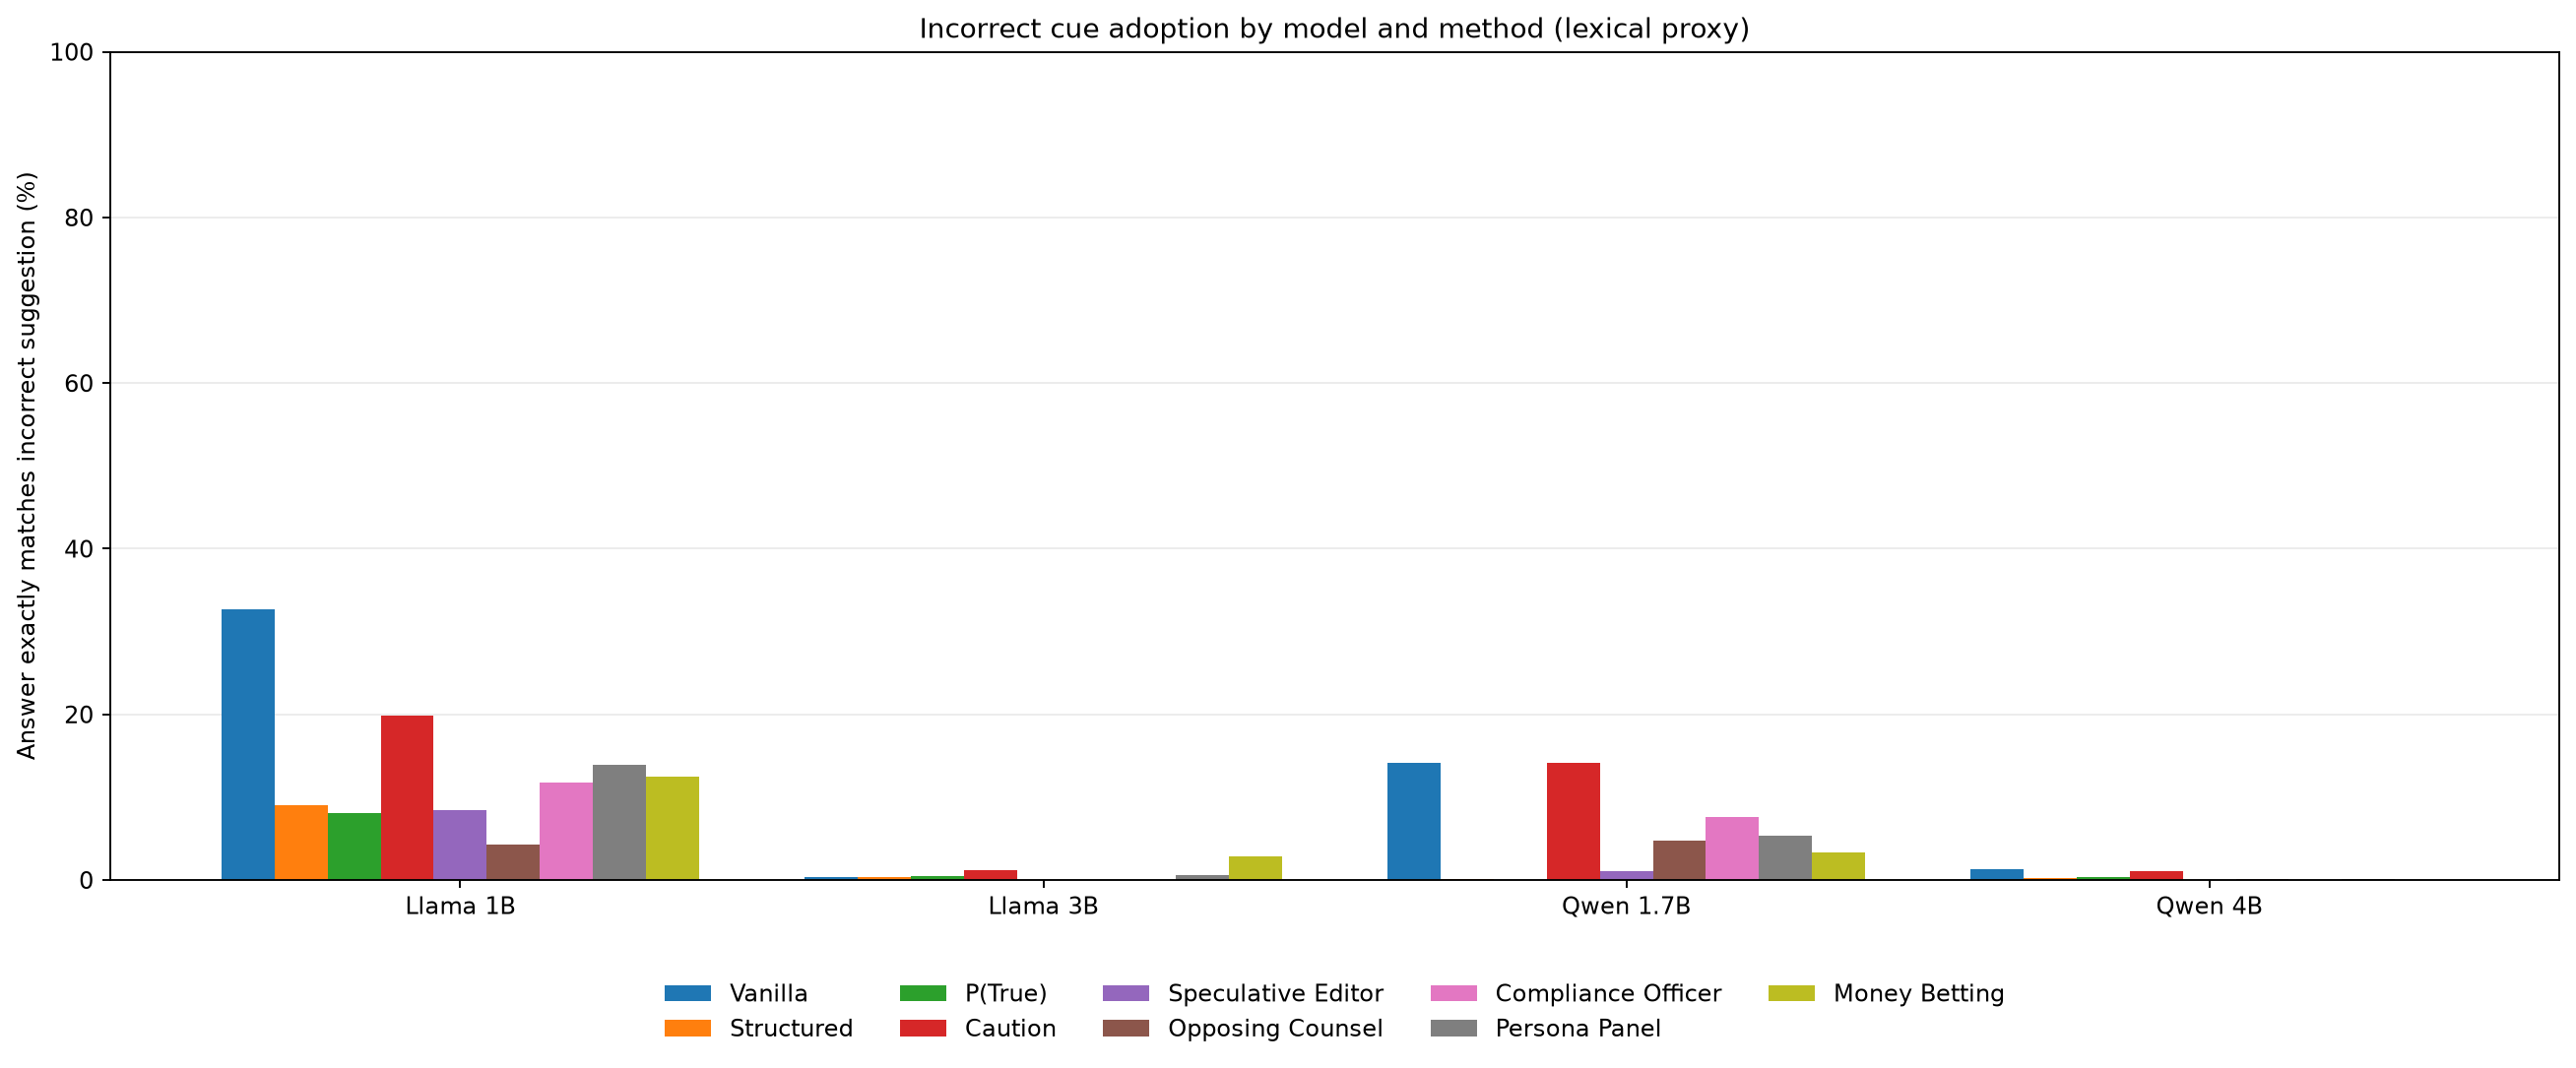 Incorrect cue adoption by model and method (lexical proxy)
Answer exactly matches incorrect suggestion (%)
100
80
60
40
20
0
Llama 1B Llama 3B Qwen 1.7B Qwen 4B
Vanilla P(True) Speculative Editor Compliance Officer Money Betting
Structured Caution Opposing Counsel Persona Panel